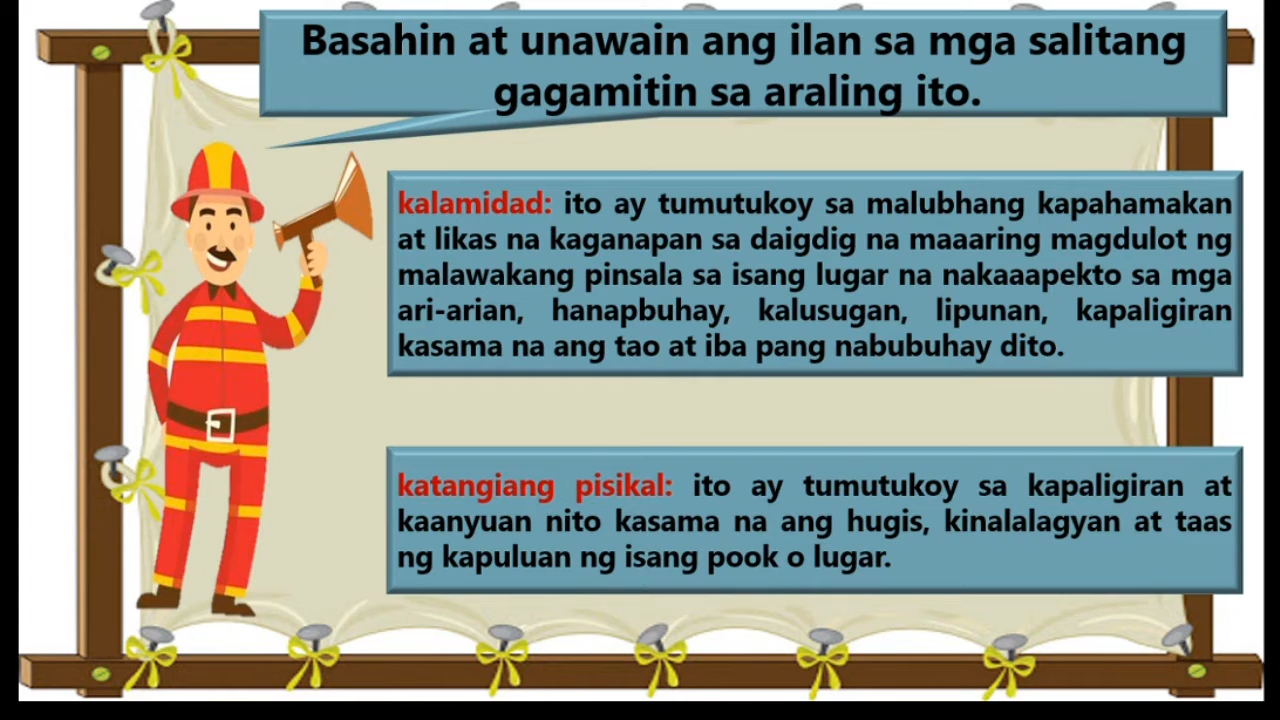 Basahin at unawain ang ilan sa mga salitang
gagamitin sa araling ito.
kalamidad: ito ay tumutukoy sa malubhang kapahamakan
at likas na kaganapan sa daigdig na maaaring magdulot ng
malawakang pinsala sa isang lugar na nakaaapekto sa mga
ari-arian, hanapbuhay, kalusugan, lipunan, kapaligiran
kasama na ang tao at iba pang nabubuhay dito.
katangiang pisikal: ito ay tumutukoy sa kapaligiran at
kaanyuan nito kasama na ang hugis, kinalalagyan at taas
ng kapuluan ng isang pook o lugar.